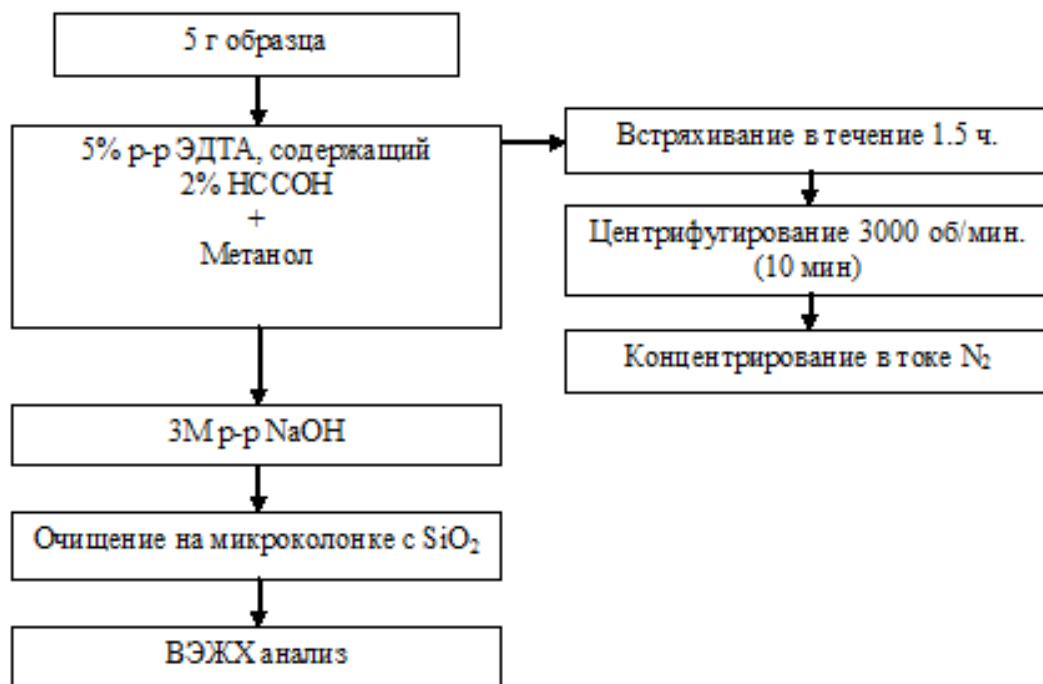 5 г образца
5% р-р ЭДТА, содержащий
2% НССОН
+
Метанол
Встряхивание в течение 1.5 ч.
Центрифугирование 3000 об/мин.
(10 мин)
Концентрирование в токе N₂
3М р-р NaOH
Очищение на микроколонке с SiO₂
ВЭЖХ анализ